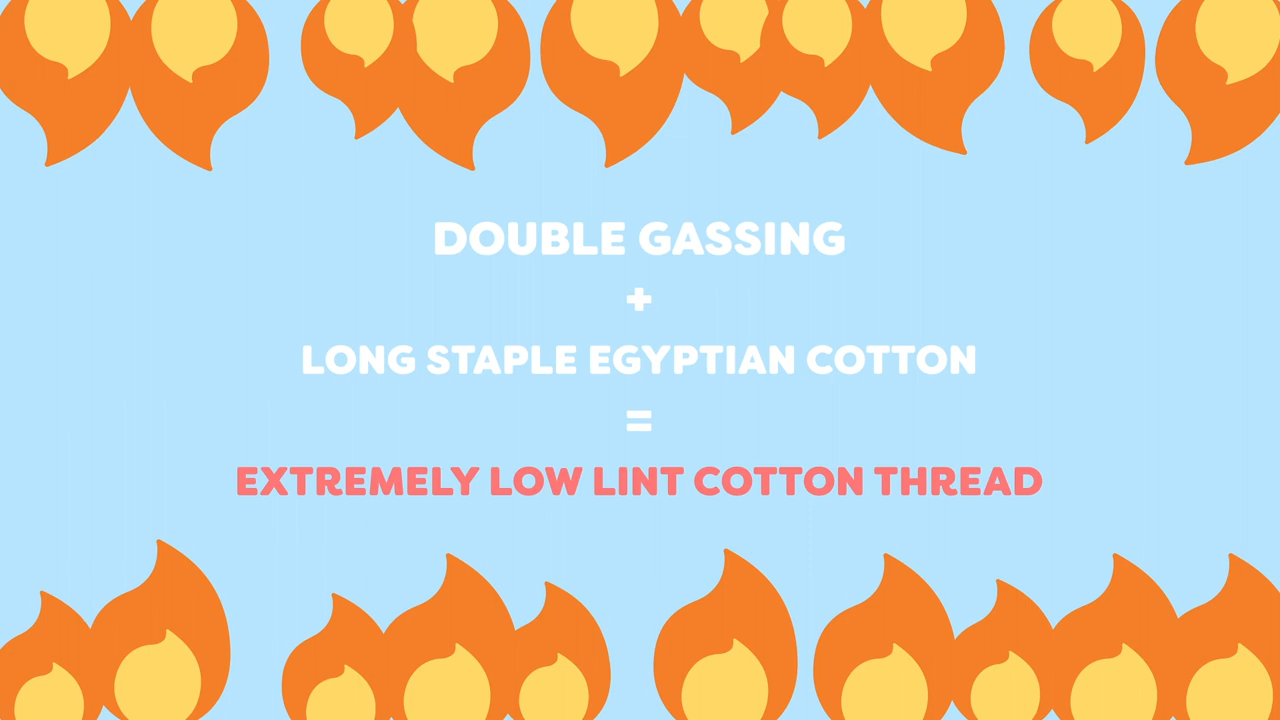 DOUBLE GASSING
+
LONG STAPLE EGYPTIAN COTTON
=
EXTREMELY LOW LINT COTTON THREAD